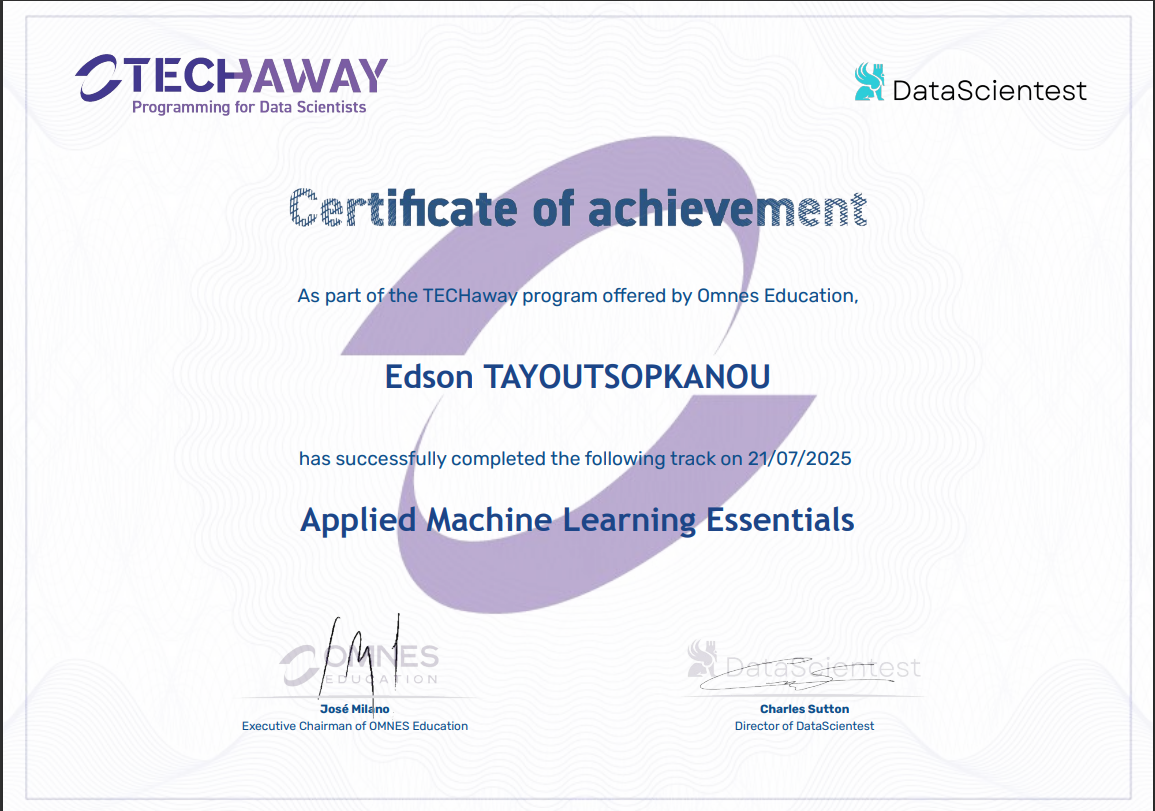 TECHAWAY
Programming for Data Scientists
DataScientest
Certificate of achievement
As part of the TECHaway program offered by Omnes Education,
Edson TAYOUTSOPKANOU
has successfully completed the following track on 21/07/2025
Applied Machine Learning Essentials
OMNES
EDUCATION
DataScientest
José Milano
Executive Chairman of OMNES Education
Charles Sutton
Director of DataScientest